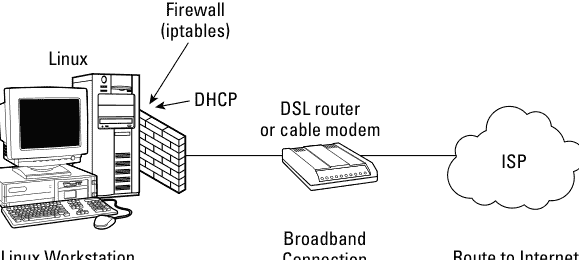 Firewall
(iptables)
Linux
DHCP
DSL router
or cable modem
ISP
Broadband
Connection
Linux Workstation
Route to Internet